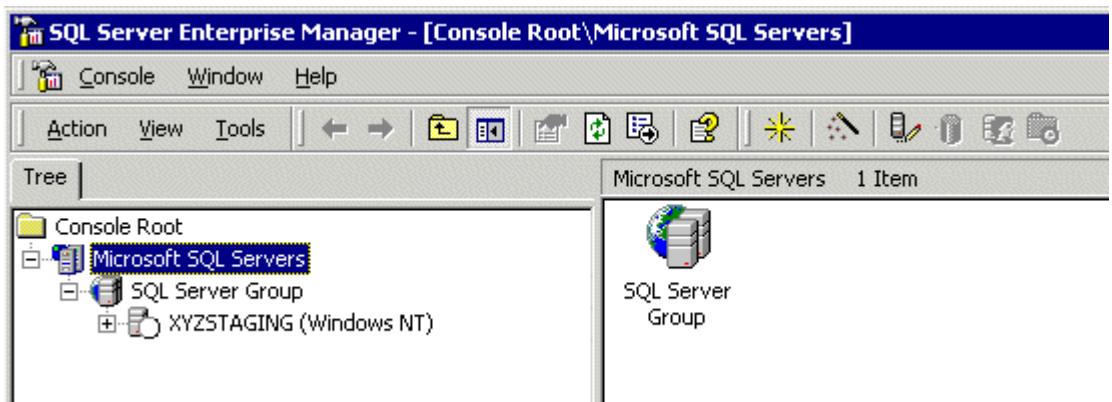 SQL Server Enterprise Manager - [Console Root\Microsoft SQL Servers]
Console Window Help
Action View Tools
Tree
Microsoft SQL Servers 1 Item
Console Root
Microsoft SQL Servers
SQL Server Group
XYZSTAGING (Windows NT)
SQL Server
Group